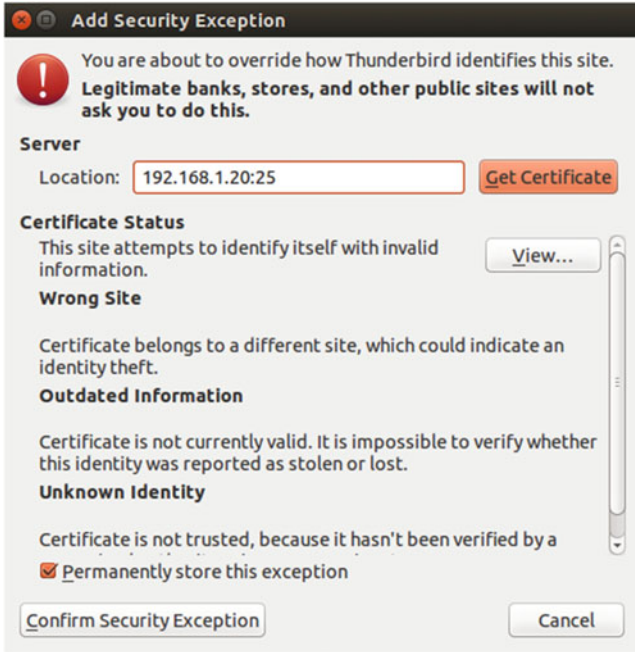 Add Security Exception
You are about to override how Thunderbird identifies this site.
Legitimate banks, stores, and other public sites will not
ask you to do this.
Server
Location: 192.168.1.20:25 Get Certificate
Certificate Status
This site attempts to identify itself with invalid
information.
View...
Wrong Site
Certificate belongs to a different site, which could indicate an
identity theft.
Outdated Information
Certificate is not currently valid. It is impossible to verify whether
this identity was reported as stolen or lost.
Unknown Identity
Certificate is not trusted, because it hasn't been verified by a
Permanently store this exception
Confirm Security Exception Cancel